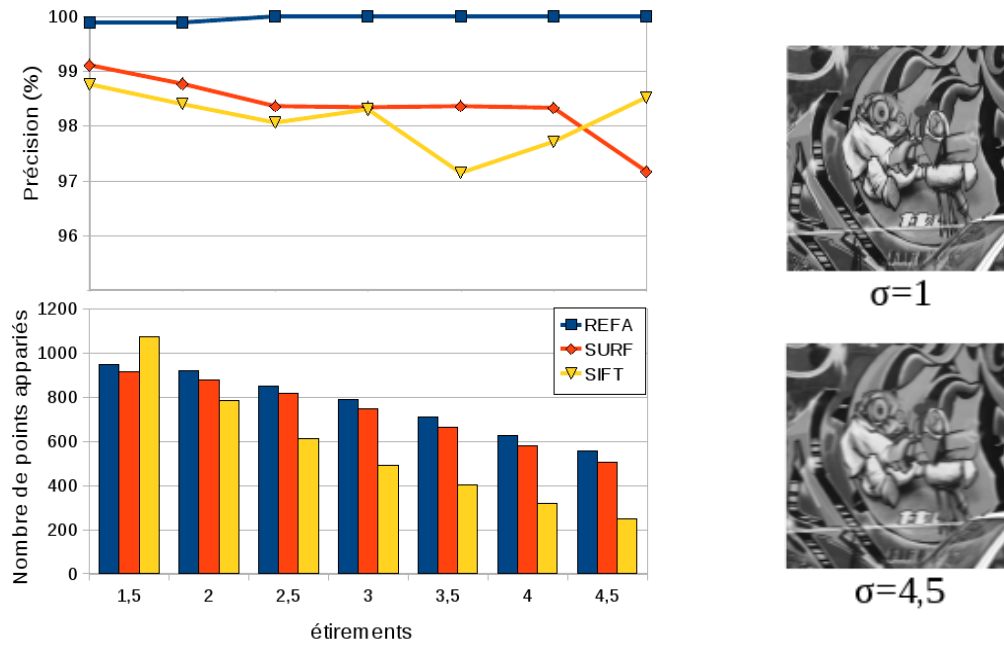 Précision (%)
100
99
98
97
96
Nombre de points appariés
1200
1000
800
600
400
200
0
REFA
SURF
SIFT
1,5 2 2,5 3 3,5 4 4,5
étirements
σ=1
σ=4,5